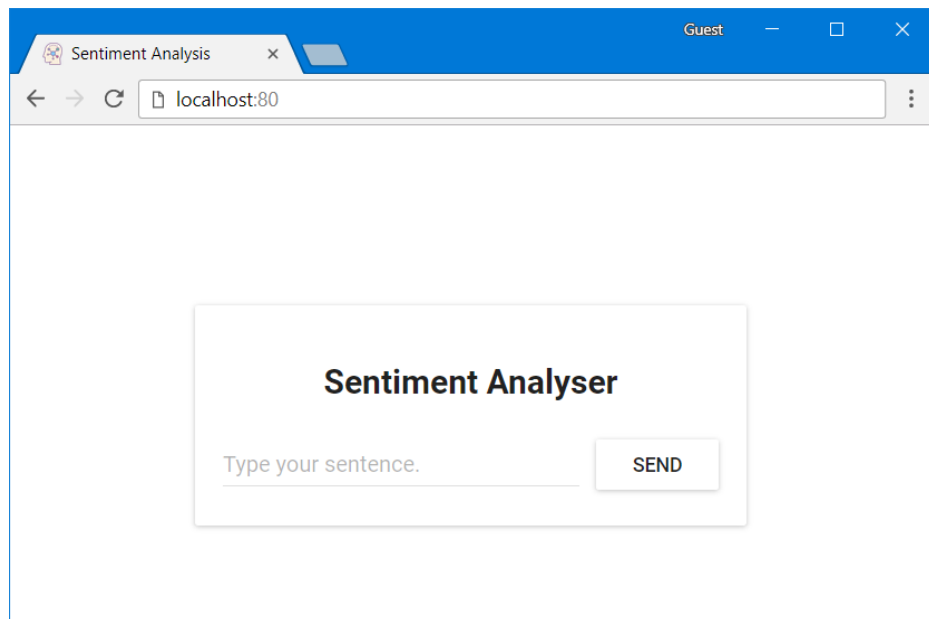 Guest
Sentiment Analysis
localhost:80
Sentiment Analyser
Type your sentence.
SEND